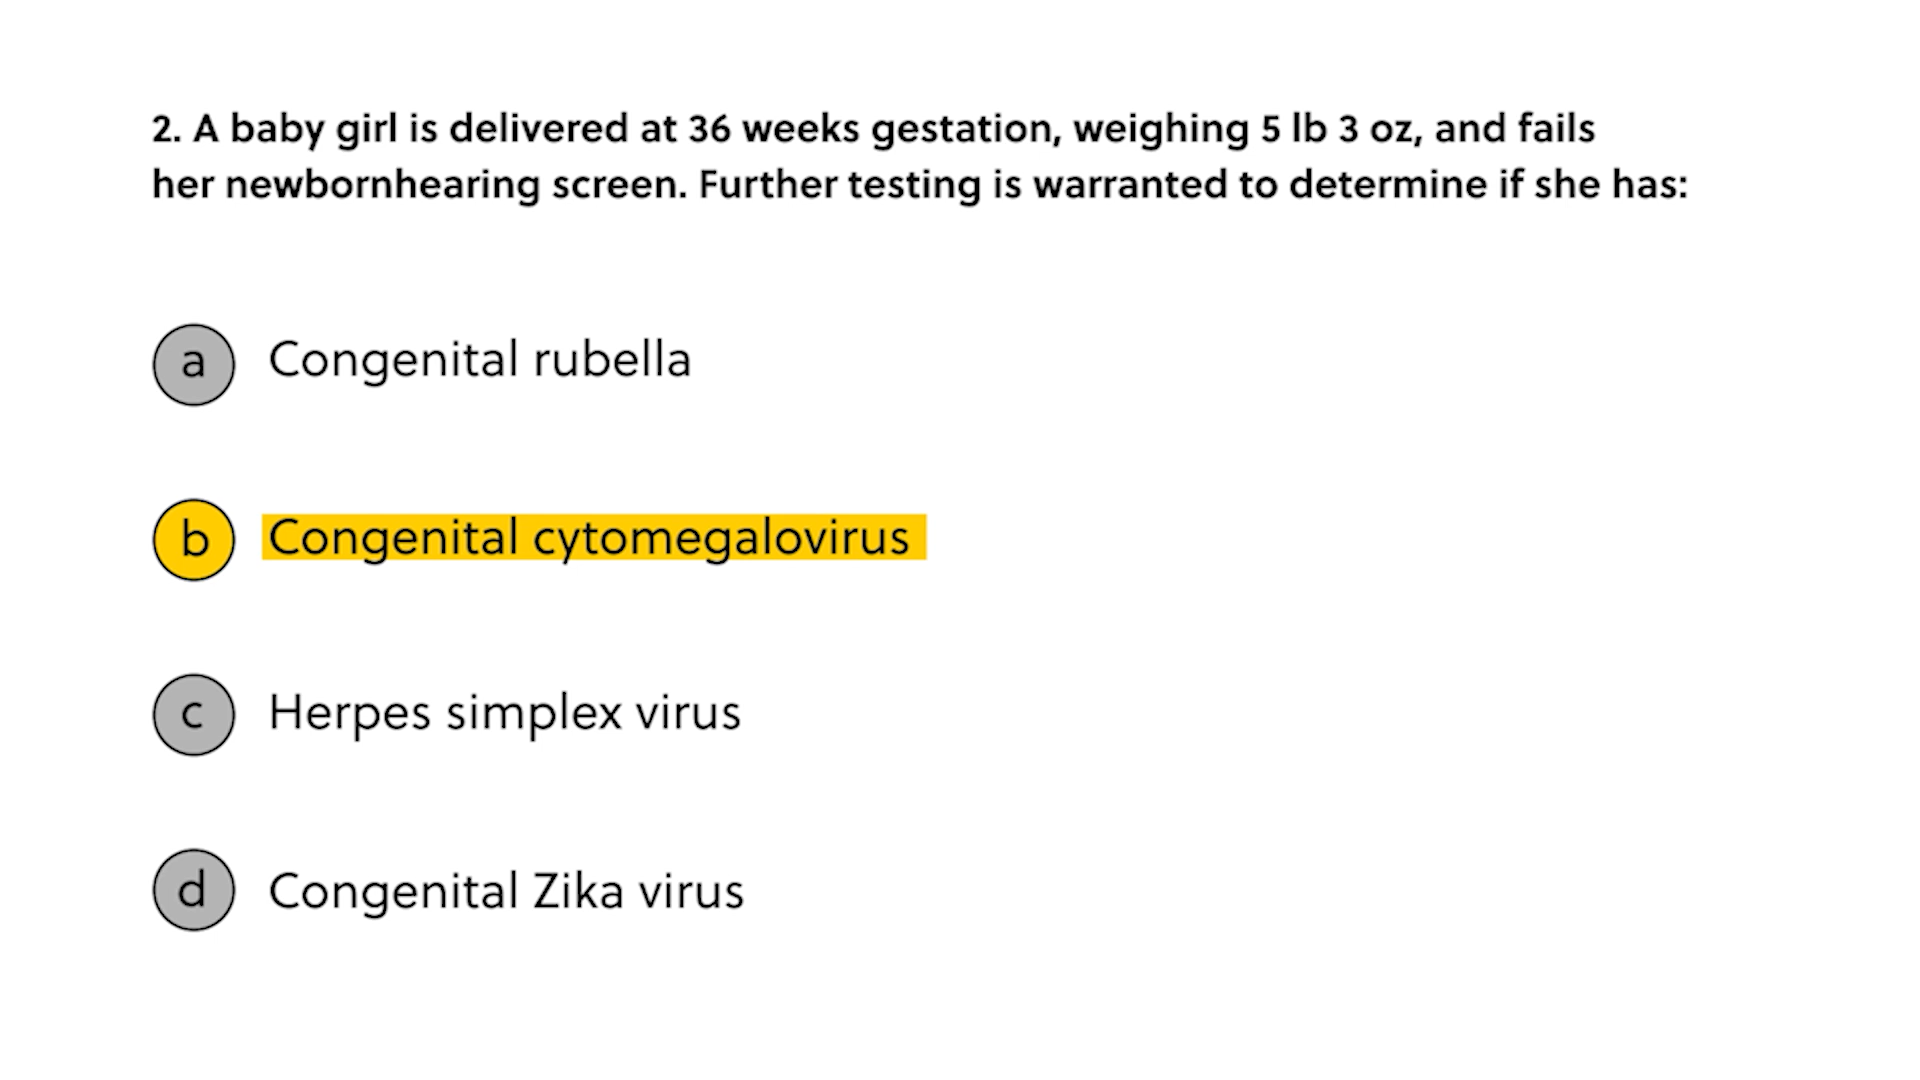 2. A baby girl is delivered at 36 weeks gestation, weighing 5 lb 3 oz, and fails
her newbornhearing screen. Further testing is warranted to determine if she has:
a Congenital rubella
b Congenital cytomegalovirus
c Herpes simplex virus
d Congenital Zika virus